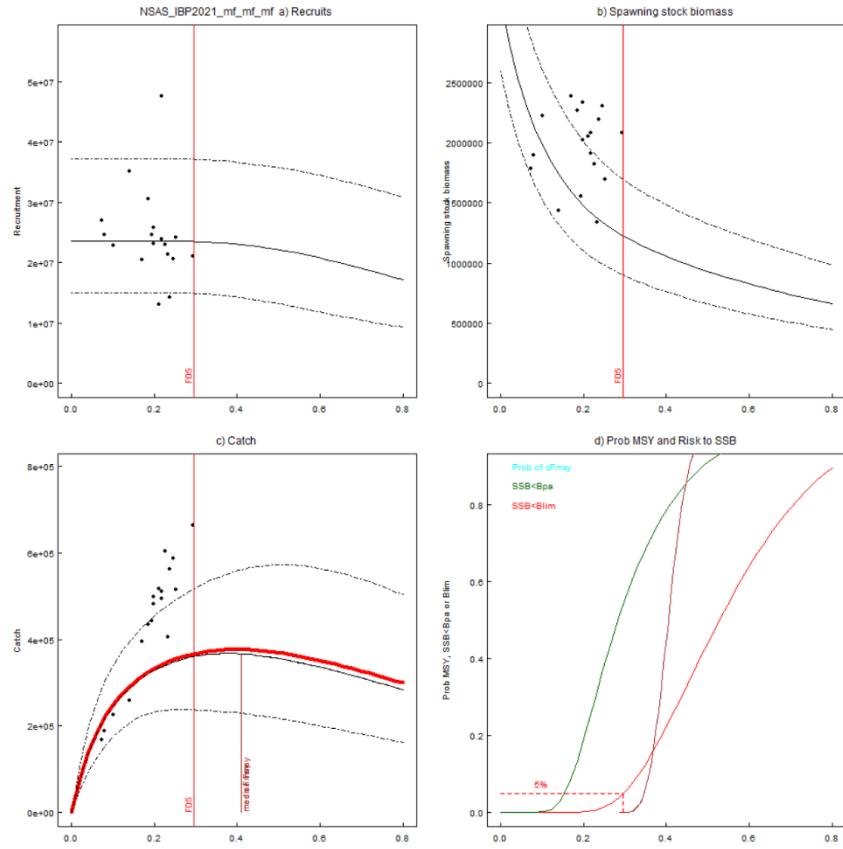 NSAS_IBP2021_mf_mf_mf a) Recruits
Recruitment
5e+07
4e+07
3e+07
2e+07
1e+07
0e+00
F05
0.0 0.2 0.4 0.6 0.8
b) Spawning stock biomass
Spawning stock biomass
2500000
2000000
1500000
1000000
500000
0
F05
0.0 0.2 0.4 0.6 0.8
c) Catch
Catch
8e+05
6e+05
4e+05
2e+05
0e+00
F05
0.0 0.2 0.4 0.6 0.8
d) Prob MSY and Risk to SSB
Prob MSY, SSB<Bpa or Blim
Prob of cFmsy
SSB<Bpa
SSB<Blim
0.8
0.6
0.4
0.2
0.0
5%
0.0 0.2 0.4 0.6 0.8